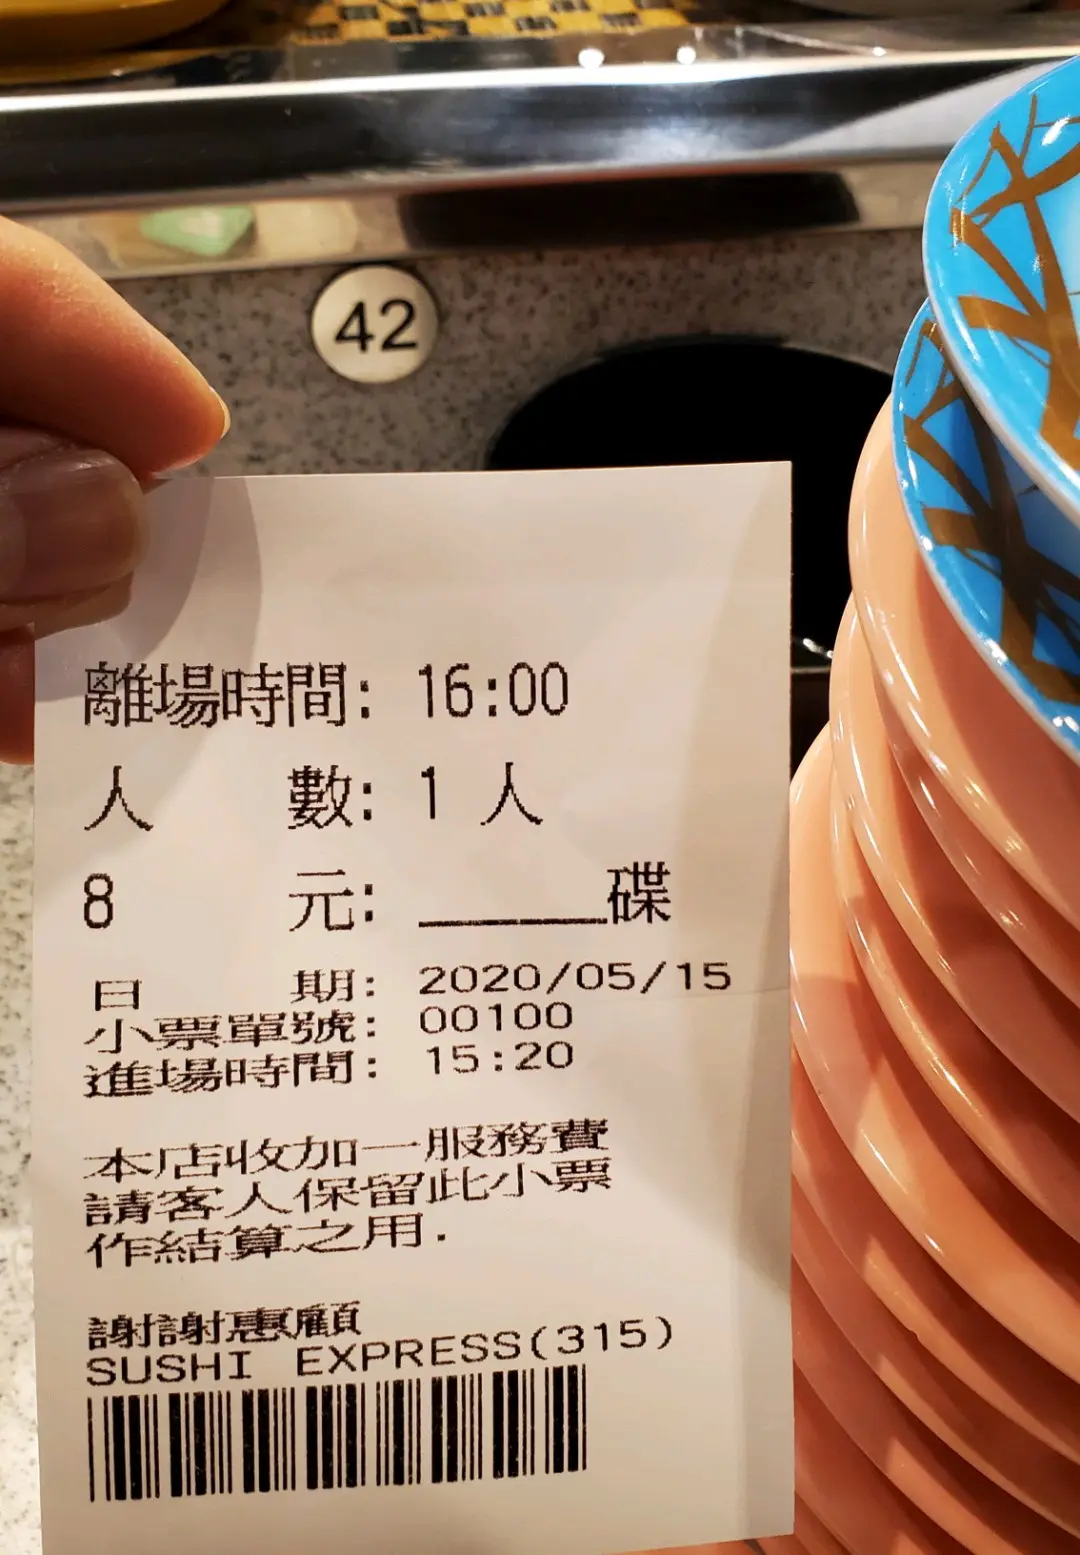 42
離場時間: 16:00
人 數: 1 人
8 元: ______碟
日 期: 2020/05/15
小票單號: 00100
進場時間: 15:20
本店收加一服務費
請客人保留此小票
作結算之用.
謝謝惠顧
SUSHI EXPRESS(315)